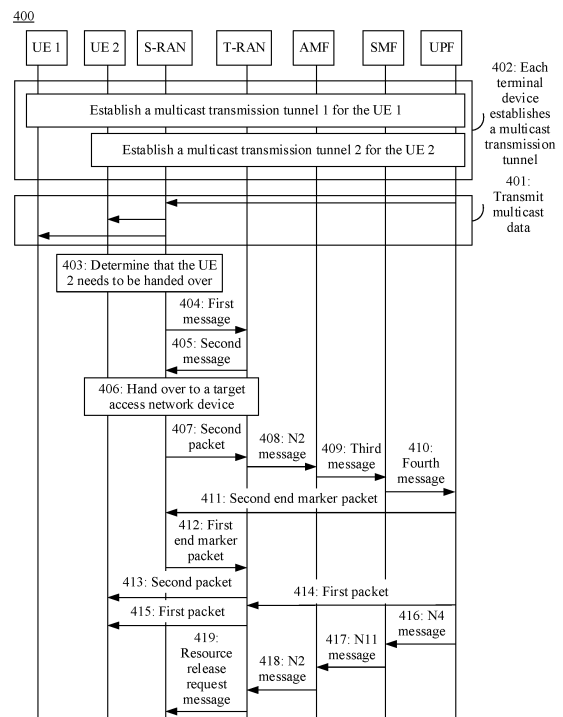 400
UE 1
UE 2
S-RAN
T-RAN
AMF
SMF
UPF
402: Each
terminal
device
establishes
a multicast
transmission
tunnel
Establish a multicast transmission tunnel 1 for the UE 1
Establish a multicast transmission tunnel 2 for the UE 2
401:
Transmit
multicast
data
403: Determine that the UE
2 needs to be handed over
404: First
message
405: Second
message
406: Hand over to a target
access network device
407: Second
packet
408: N2
message
409: Third
message
410:
Fourth
message
411: Second end marker packet
412: First
end marker
packet
413: Second packet
414: First packet
415: First packet
416: N4
message
417: N11
message
418: N2
message
419:
Resource
release
request
message